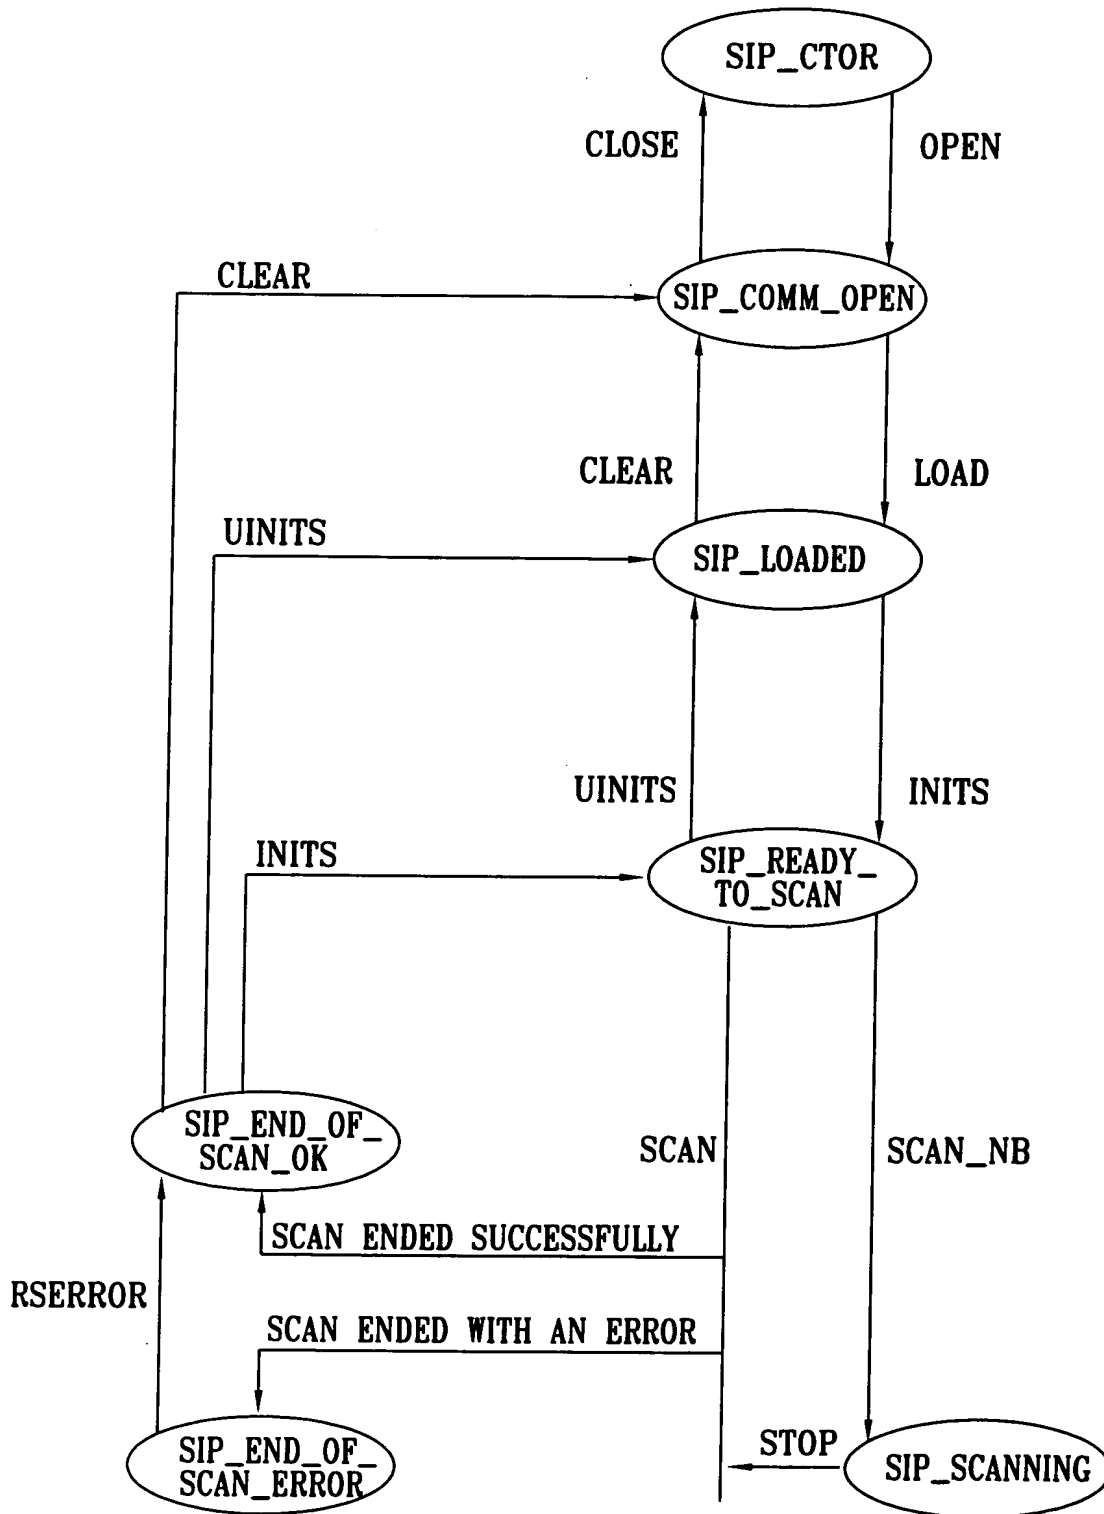 SIP_CTOR
CLOSE
OPEN
CLEAR
SIP_COMM_OPEN
CLEAR
LOAD
UINITS
SIP_LOADED
UINITS
INITS
INITS
SIP_READY_
TO_SCAN
SIP_END_OF_
SCAN_OK
SCAN
SCAN_NB
SCAN ENDED SUCCESSFULLY
RSERROR
SCAN ENDED WITH AN ERROR
SIP_END_OF_
SCAN_ERROR
STOP
SIP_SCANNING